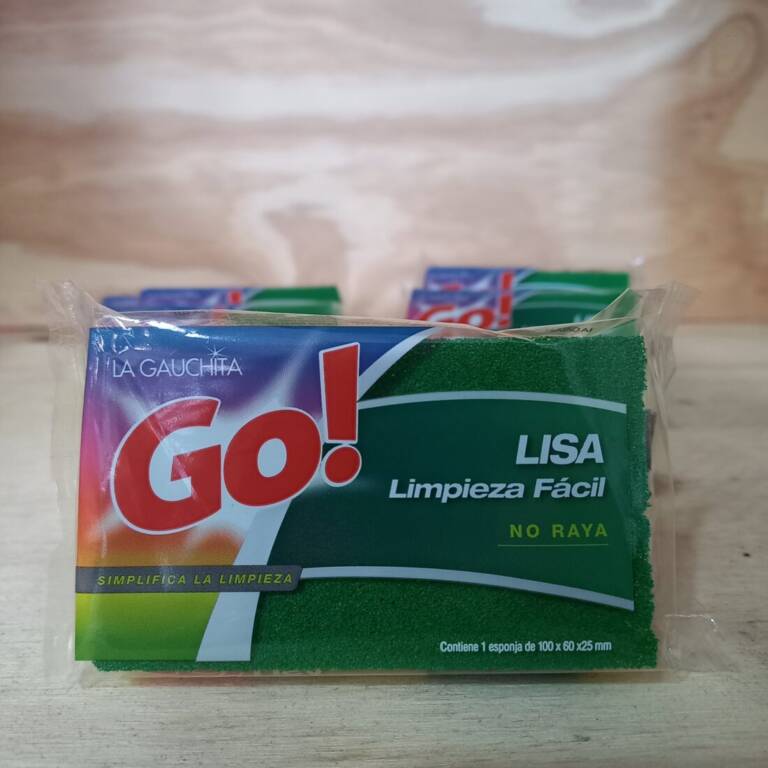 LA GAUCHITA
Go!
LISA
Limpieza Fácil
NO RAYA
SIMPLIFICA LA LIMPIEZA
Contiene 1 esponja de 100 x 60 x25 mm
Go!